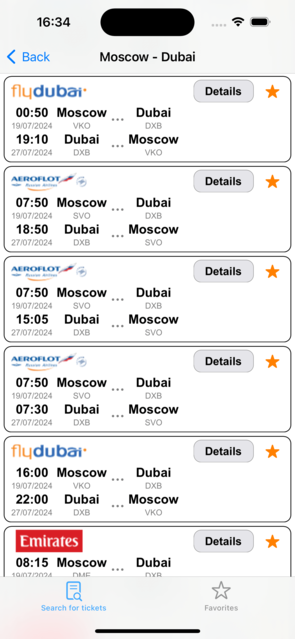 16:34
Back
Moscow - Dubai
flydubai
Details
00:50 Moscow ... Dubai
19/07/2024 VKO DXB
19:10 Dubai ... Moscow
27/07/2024 DXB VKO
AEROFLOT
Russian Airlines
Details
07:50 Moscow ... Dubai
19/07/2024 SVO DXB
18:50 Dubai ... Moscow
27/07/2024 DXB SVO
AEROFLOT
Russian Airlines
Details
07:50 Moscow ... Dubai
19/07/2024 SVO DXB
15:05 Dubai ... Moscow
27/07/2024 DXB SVO
AEROFLOT
Russian Airlines
Details
07:50 Moscow ... Dubai
19/07/2024 SVO DXB
07:30 Dubai ... Moscow
27/07/2024 DXB SVO
flydubai
Details
16:00 Moscow ... Dubai
19/07/2024 VKO DXB
22:00 Dubai ... Moscow
27/07/2024 DXB VKO
Emirates
Details
08:15 Moscow ... Dubai
19/07/2024 DME DXB
Search for tickets
Favorites